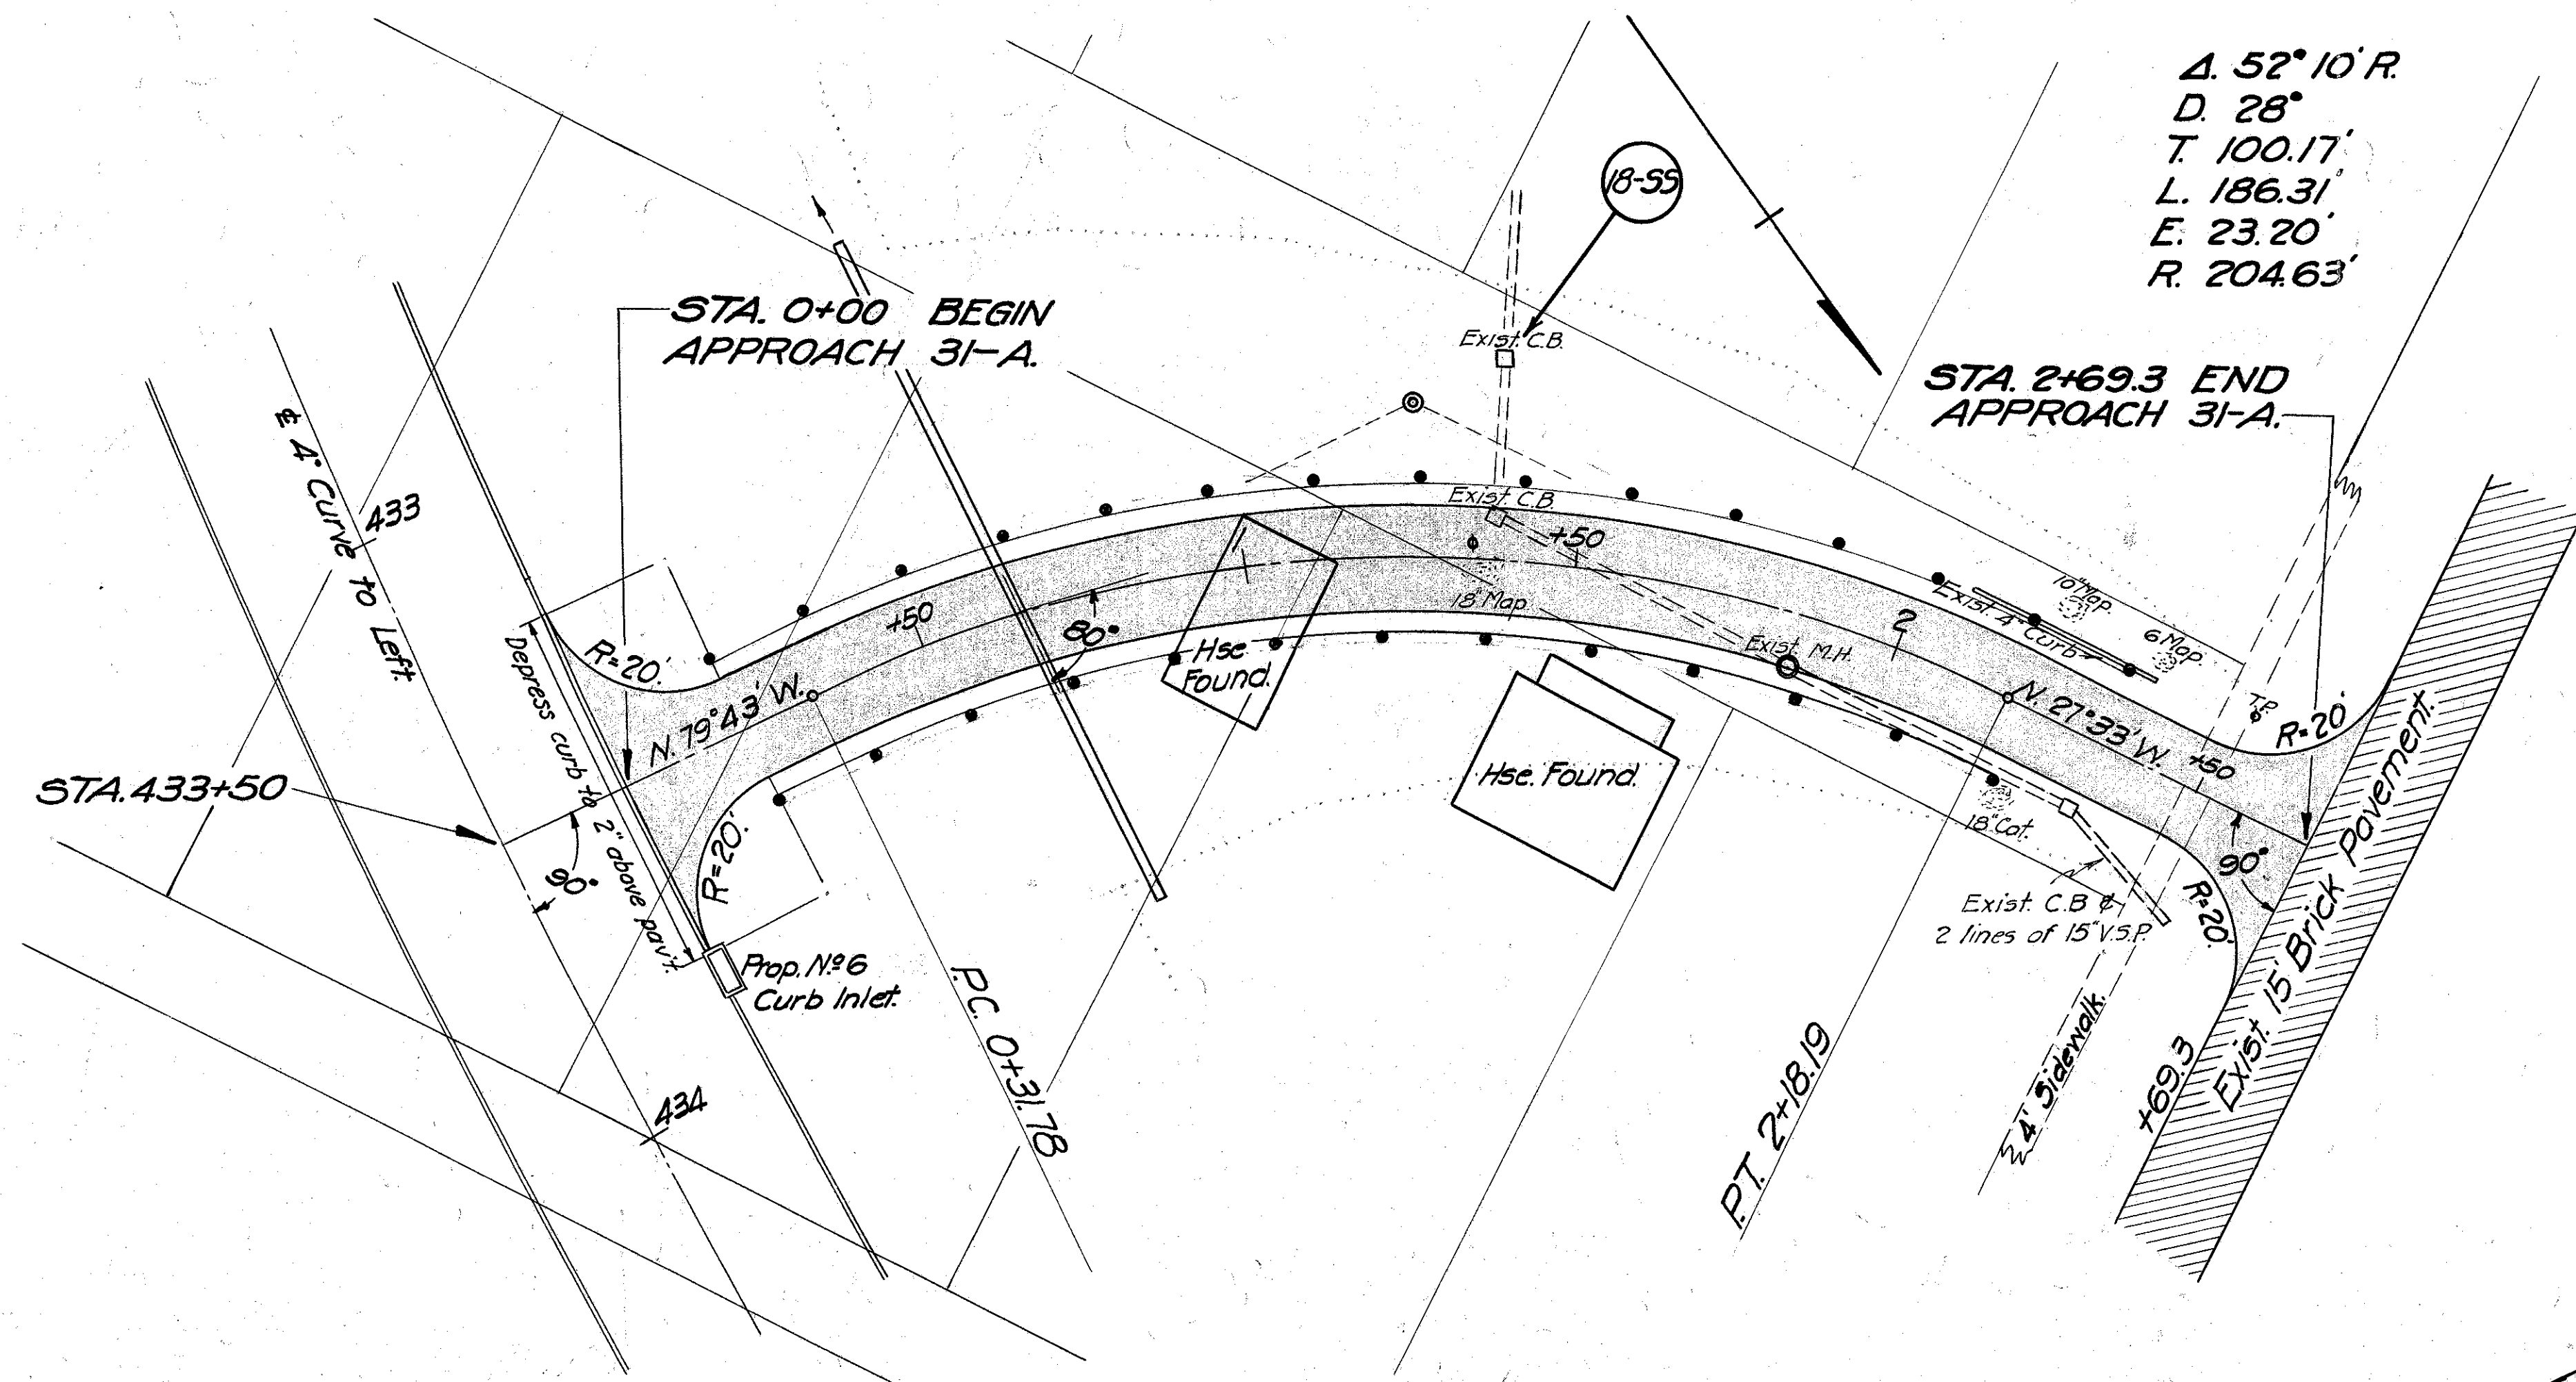 Δ. 52° 10' R.
D. 28°
T. 100.17'
L. 186.31'
E. 23.20'
R. 204.63'
18-SS
STA. 0+00 BEGIN
APPROACH 31-A.
Exist. C.B.
STA. 2+69.3 END
APPROACH 31-A.
4° Curve to Left
433
Exist. C.B.
+50
+50
80°
18" Map
Exist. M.H.
2
Exist 4" Curb
10" Map.
6 Map.
T.P.
R=20'
Depress curb to 2" above pav't.
N. 79°43' W.
Hse
Found.
Hse. Found.
N. 27°33' W.
+50
R=20'
STA. 433+50
90°
R=20'
18" Cat.
90°
R=20'
Exist. C.B &
2 lines of 15" V.S.P.
Prop. Nº 6
Curb Inlet.
P.C. 0+31.78
P.T. 2+18.19
4' Sidewalk.
+69.3
Exist. 15' Brick Pavement.
434